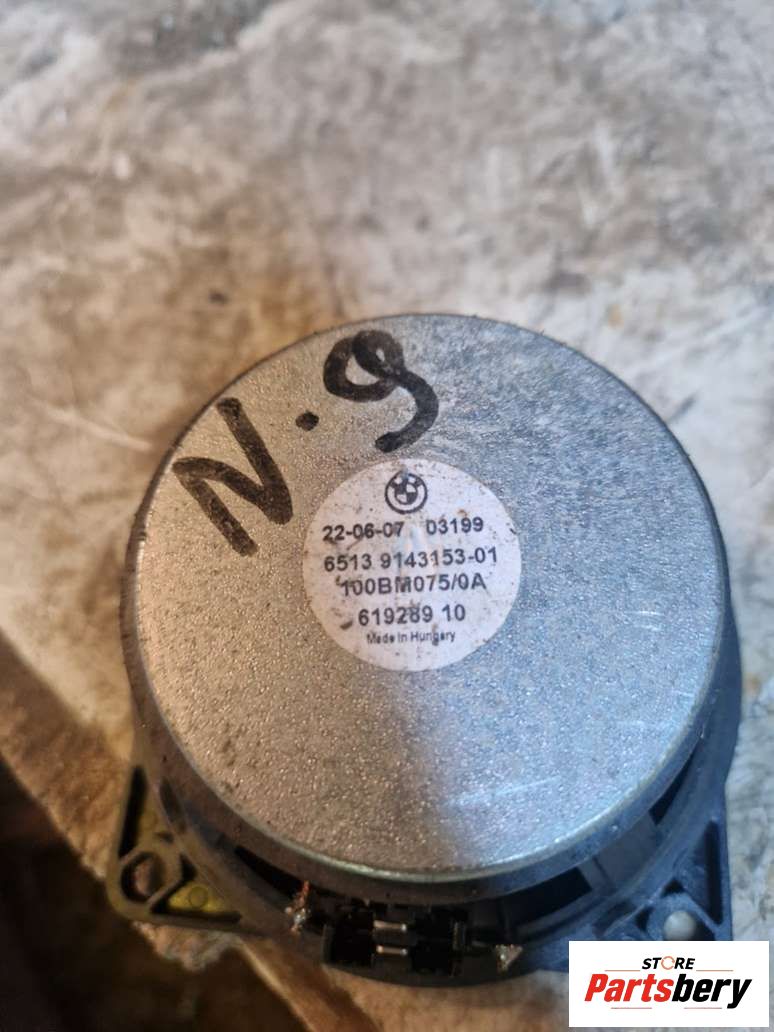 N.9
22-06-07 03199
6513 9143153-01
100BM075/0A
619289 10
Made in Hungary
STORE
Partsbery